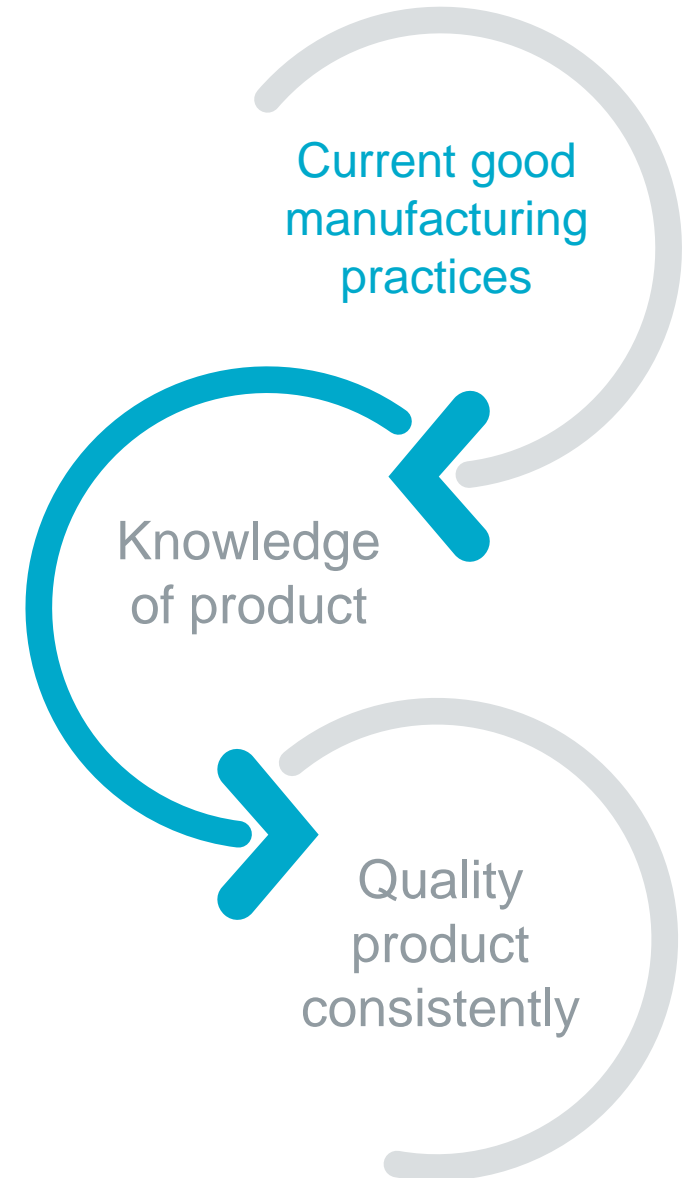 Current good
manufacturing
practices
Knowledge
of product
Quality
product
consistently